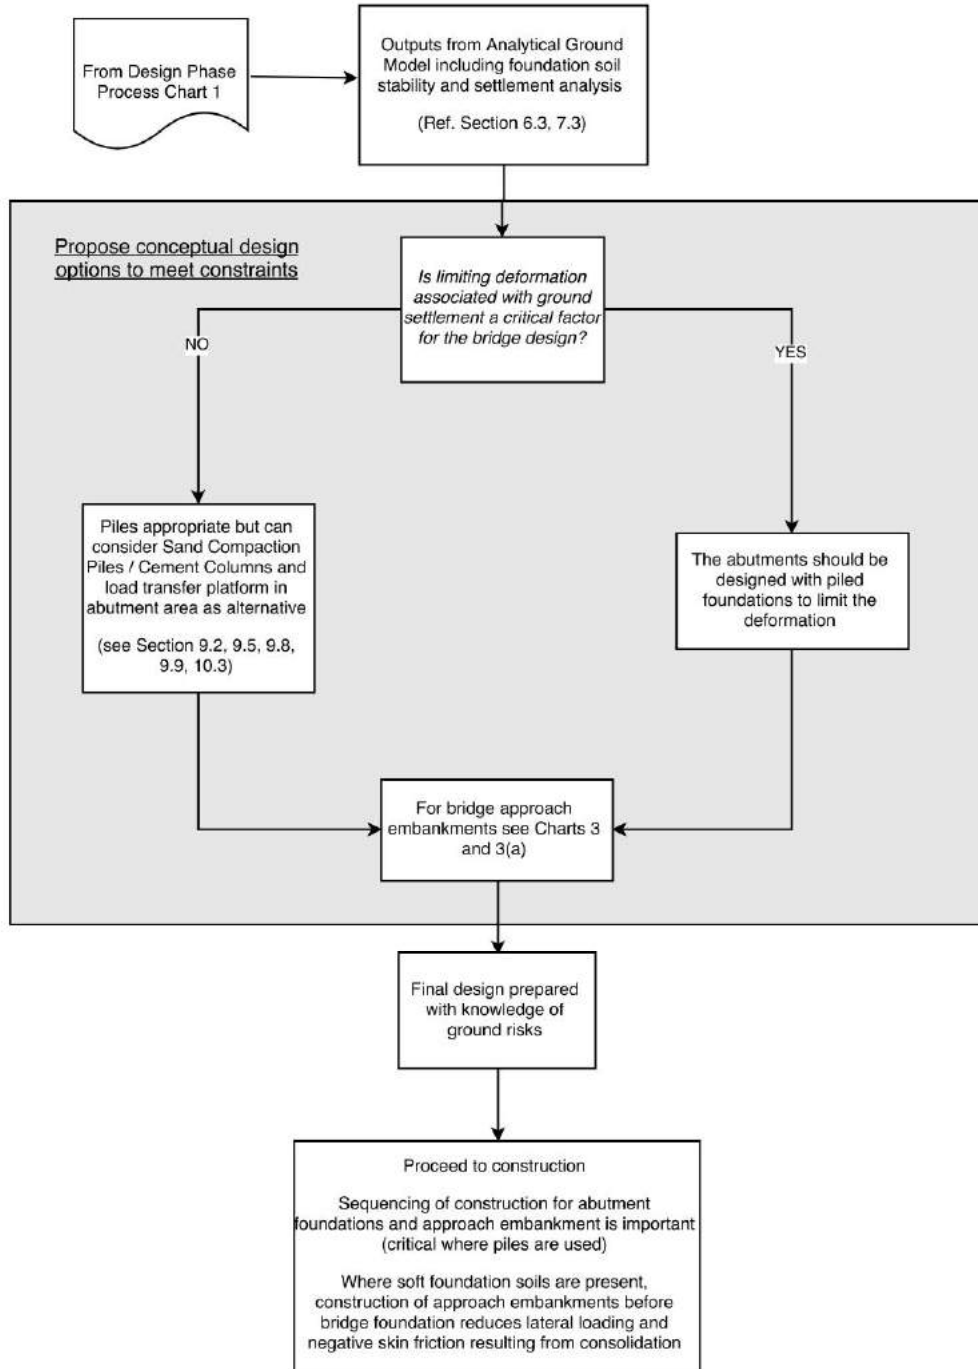 From Design Phase
Process Chart 1
Outputs from Analytical Ground
Model including foundation soil
stability and settlement analysis
(Ref. Section 6.3, 7.3)
Propose conceptual design
options to meet constraints
Is limiting deformation
associated with ground
settlement a critical factor
for the bridge design?
NO
YES
Piles appropriate but can
consider Sand Compaction
Piles / Cement Columns and
load transfer platform in
abutment area as alternative
(see Section 9.2, 9.5, 9.8,
9.9, 10.3)
The abutments should be
designed with piled
foundations to limit the
deformation
For bridge approach
embankments see Charts 3
and 3(a)
Final design prepared
with knowledge of
ground risks
Proceed to construction
Sequencing of construction for abutment
foundations and approach embankment is important
(critical where piles are used)
Where soft foundation soils are present,
construction of approach embankments before
bridge foundation reduces lateral loading and
negative skin friction resulting from consolidation